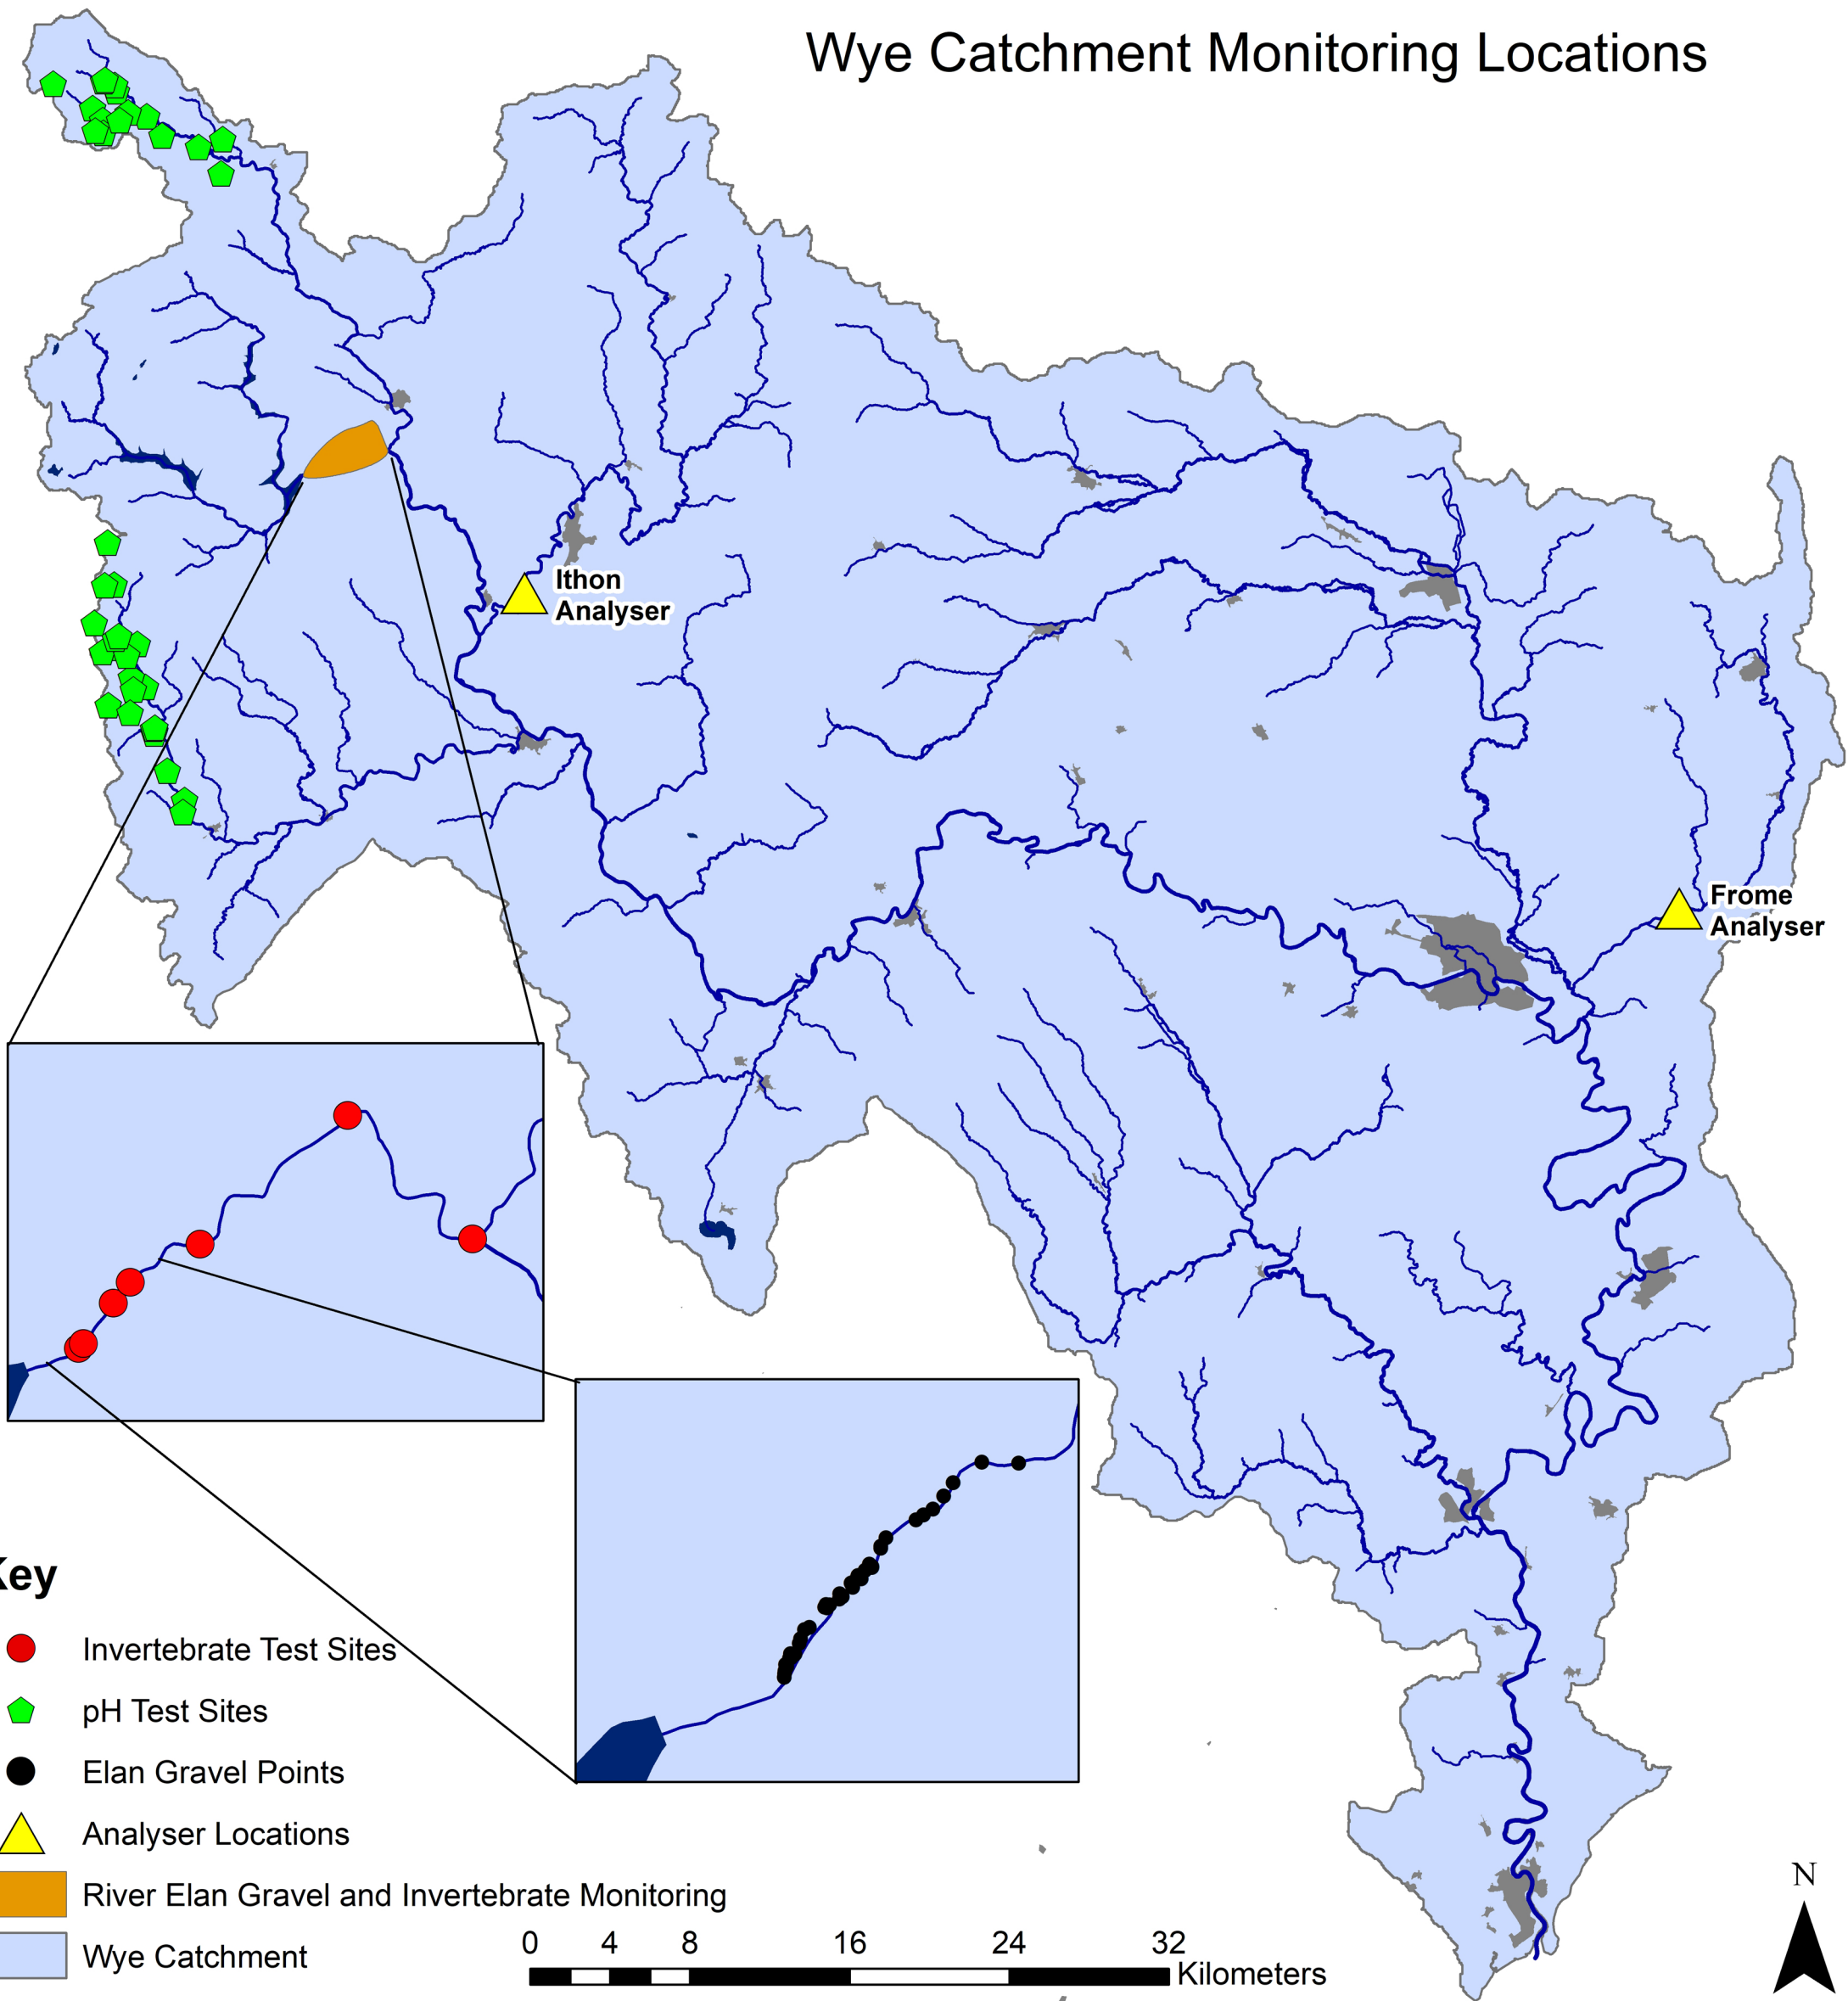 Wye Catchment Monitoring Locations
Ithon
Analyser
Frome
Analyser
Key
Invertebrate Test Sites
pH Test Sites
Elan Gravel Points
Analyser Locations
River Elan Gravel and Invertebrate Monitoring
Wye Catchment
0 4 8 16 24 32
Kilometers
N